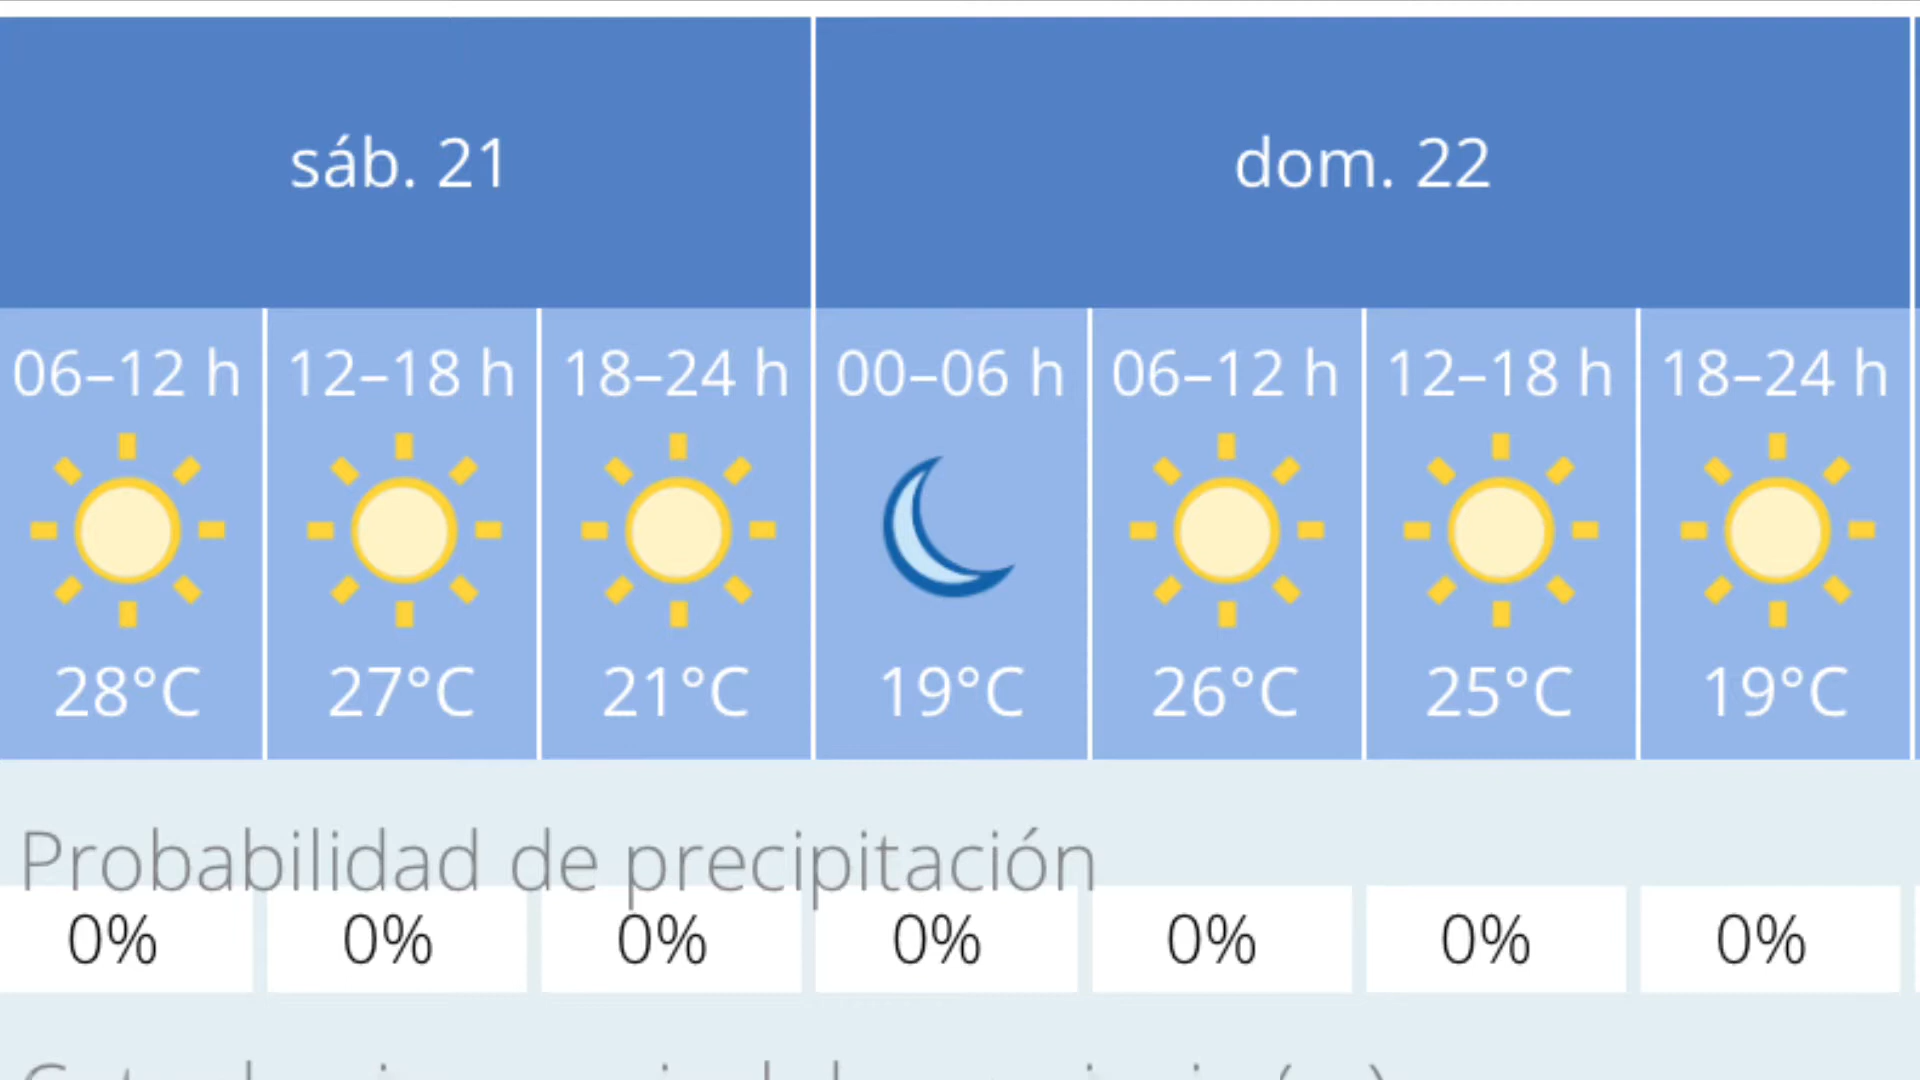 sáb. 21 dom. 22
06–12 h 12–18 h 18–24 h 00–06 h 06–12 h 12–18 h 18–24 h
28°C 27°C 21°C 19°C 26°C 25°C 19°C
Probabilidad de precipitación
0% 0% 0% 0% 0% 0% 0%